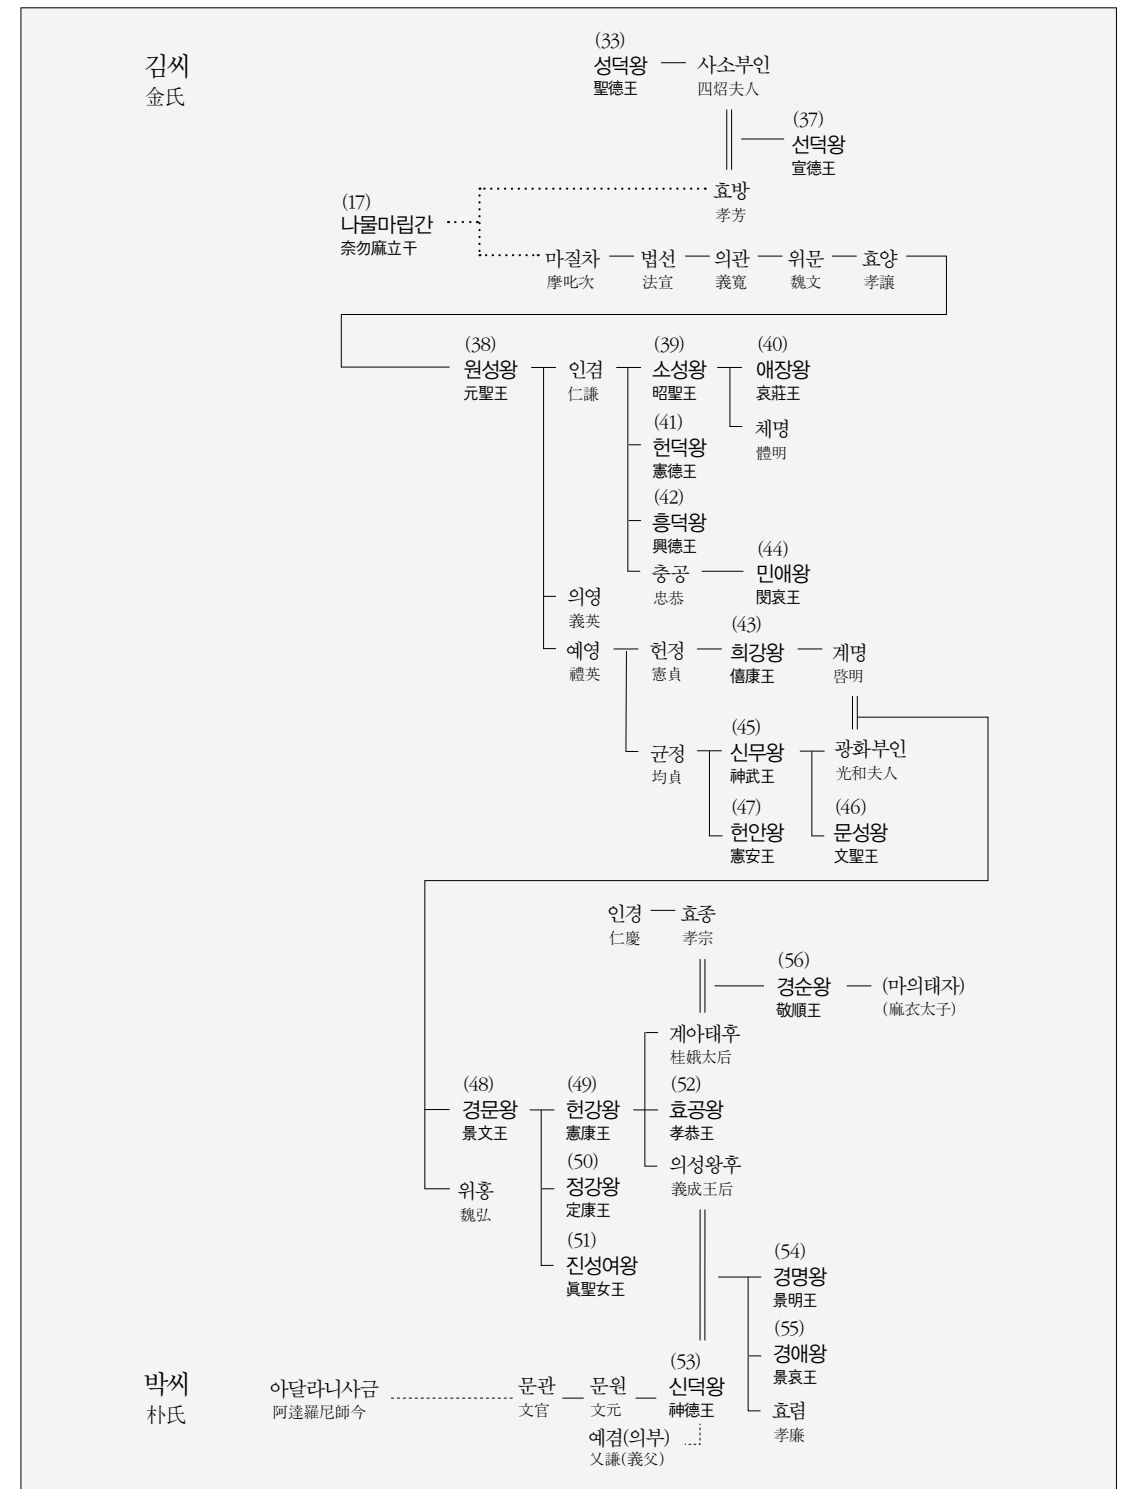 김씨
金氏
(33)
성덕왕
聖德王
사소부인
四炤夫人
(37)
선덕왕
宣德王
효방
孝芳
(17)
나물마립간
奈勿麻立干
마질차
摩叱次
법선
法宣
의관
義寬
위문
魏文
효양
孝讓
(38)
원성왕
元聖王
인겸
仁謙
(39)
소성왕
昭聖王
(40)
애장왕
哀莊王
체명
體明
(41)
헌덕왕
憲德王
(42)
흥덕왕
興德王
충공
忠恭
(44)
민애왕
閔哀王
의영
義英
예영
禮英
헌정
憲貞
(43)
희강왕
僖康王
계명
啓明
균정
均貞
(45)
신무왕
神武王
광화부인
光和夫人
(47)
헌안왕
憲安王
(46)
문성왕
文聖王
인경
仁慶
효종
孝宗
(56)
경순왕
敬順王
(마의태자)
(麻衣太子)
계아태후
桂娥太后
(48)
경문왕
景文王
(49)
헌강왕
憲康王
(52)
효공왕
孝恭王
(50)
정강왕
定康王
의성왕후
義成王后
위홍
魏弘
(51)
진성여왕
眞聖女王
(54)
경명왕
景明王
(55)
경애왕
景哀王
효렴
孝廉
박씨
朴氏
아달라니사금
阿達羅尼師今
문관
文官
문원
文元
(53)
신덕왕
神德王
예겸(의부)
乂謙(義父)